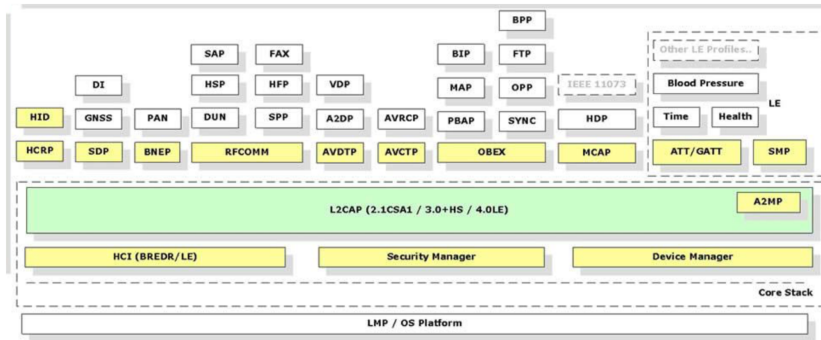 BPP
SAP FAX BIP FTP Other LE Profiles..
DI HSP HFP VDP MAP OPP IEEE 11073 Blood Pressure
LE
HID GNSS PAN DUN SPP A2DP AVRCP PBAP SYNC HDP Time Health
HCRP SDP BNEP RFCOMM AVDTP AVCTP OBEX MCAP ATT/GATT SMP
A2MP
L2CAP (2.1CSA1 / 3.0+HS / 4.0LE)
HCI (BREDR/LE) Security Manager Device Manager
Core Stack
LMP / OS Platform